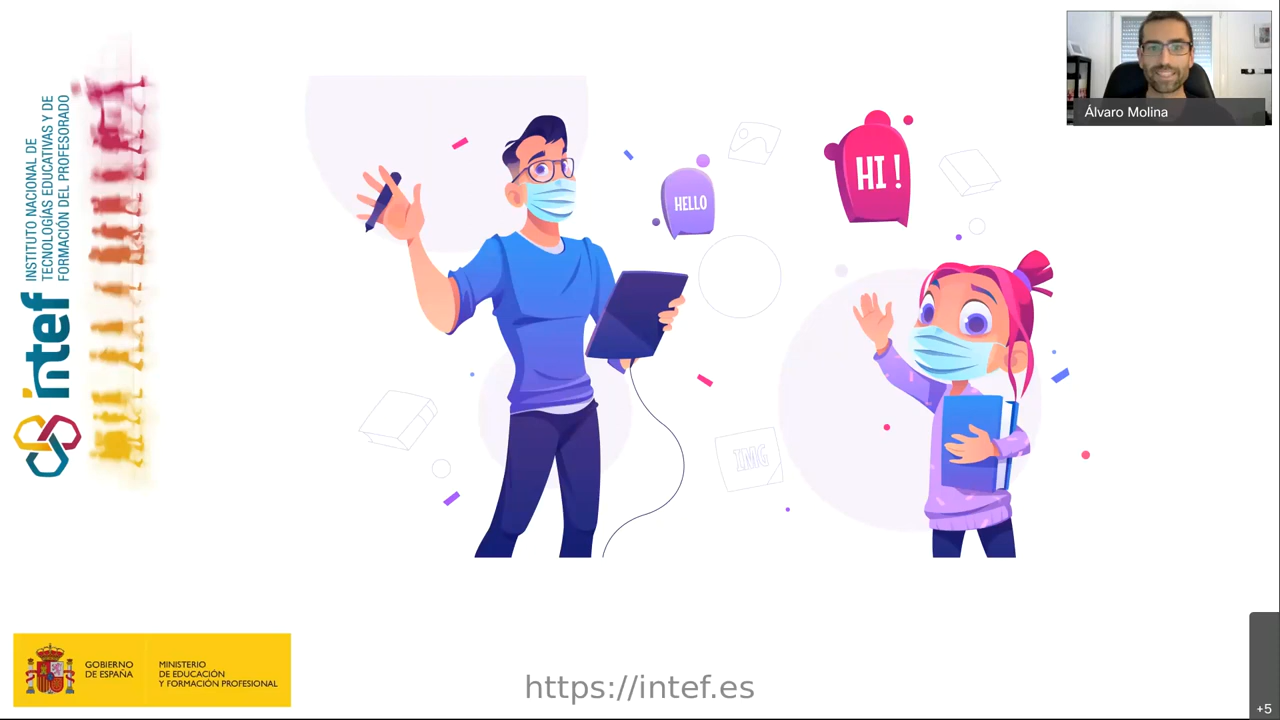 INSTITUTO NACIONAL DE
TECNOLOGÍAS EDUCATIVAS Y DE
FORMACIÓN DEL PROFESORADO
intef
HELLO
HI !
IMG
Álvaro Molina
GOBIERNO
DE ESPAÑA
MINISTERIO
DE EDUCACIÓN
Y FORMACIÓN PROFESIONAL
https://intef.es
+5